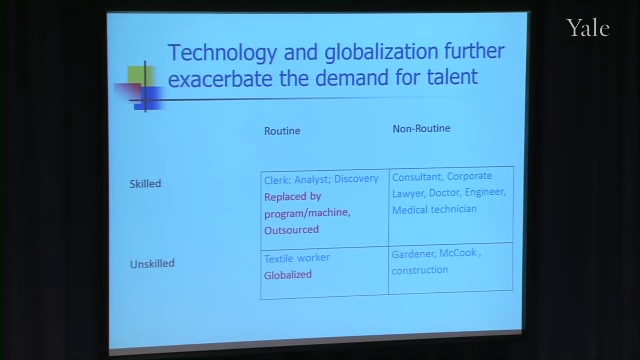 Yale
Technology and globalization further
exacerbate the demand for talent
Routine
Non-Routine
Skilled
Clerk: Analyst; Discovery
Replaced by
program/machine,
Outsourced
Consultant, Corporate
Lawyer, Doctor, Engineer,
Medical technician
Unskilled
Textile worker
Globalized
Gardener, McCook ,
construction